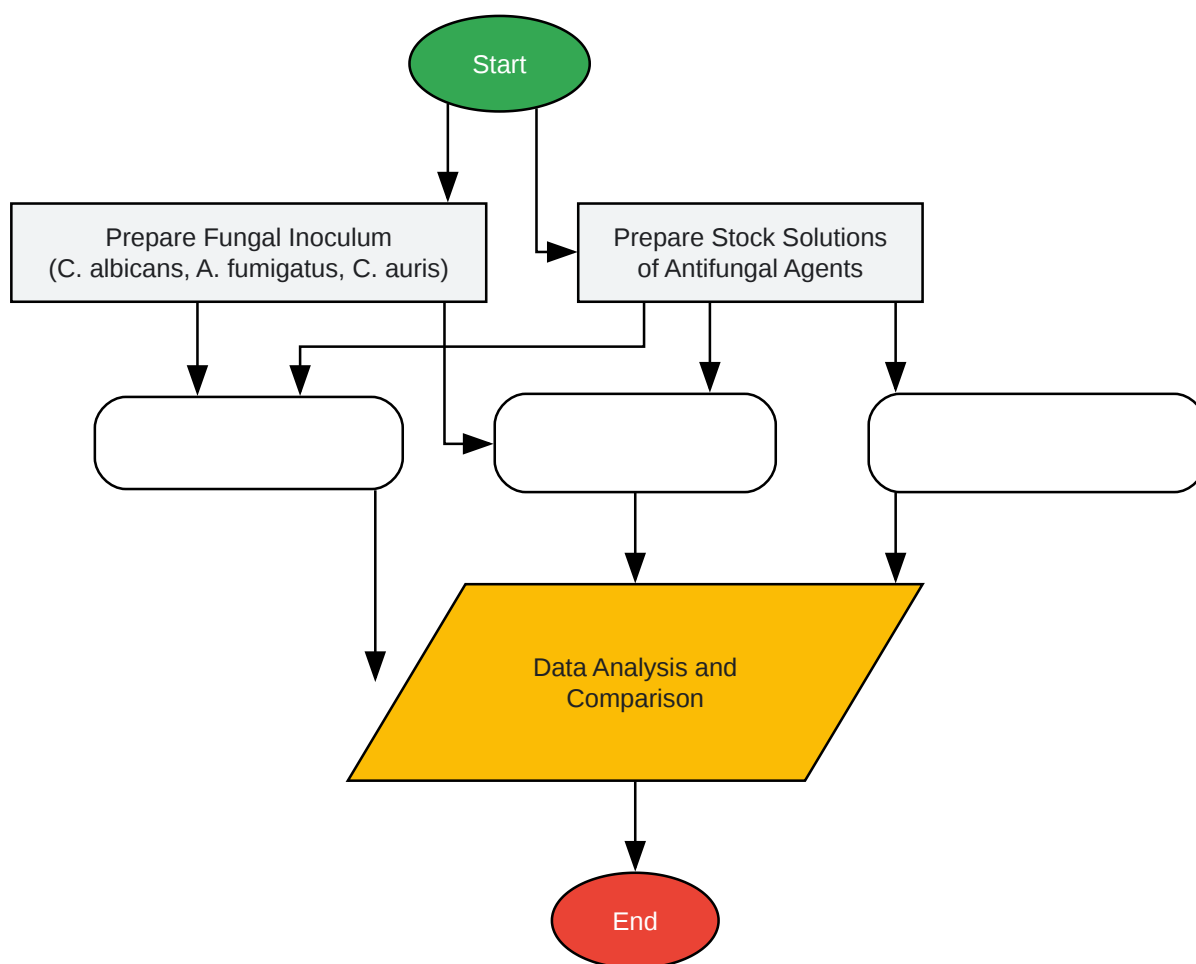 Start
Prepare Fungal Inoculum
(C. albicans, A. fumigatus, C. auris)
Prepare Stock Solutions
of Antifungal Agents
Data Analysis and
Comparison
End